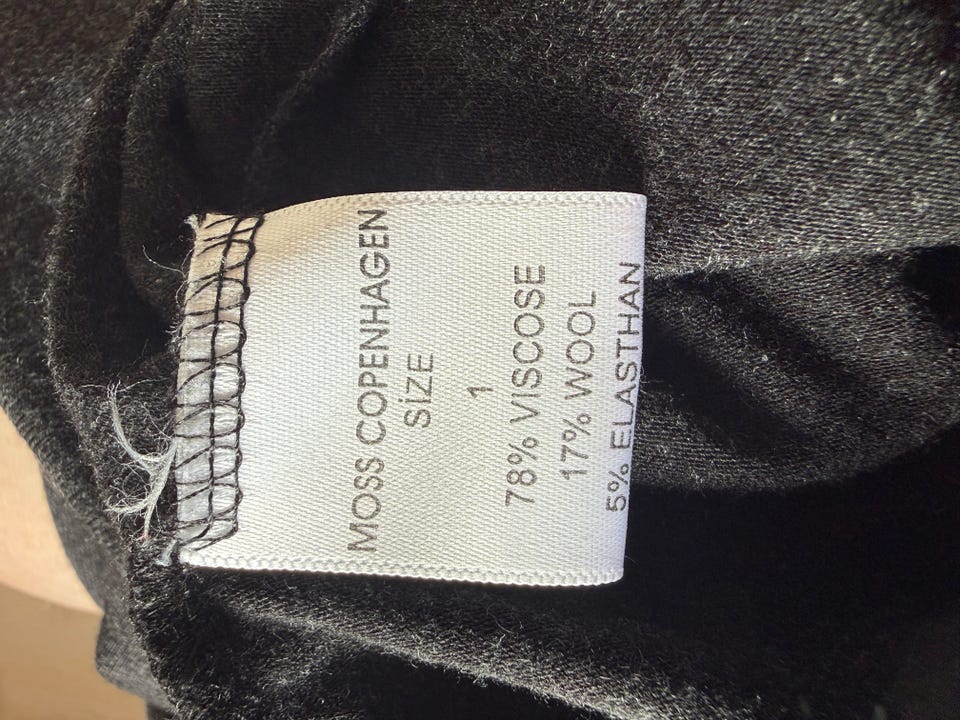 MOSS COPENHAGEN
SİZE
1
78% VISCOSE
17% WOOL
5% ELASTHAN